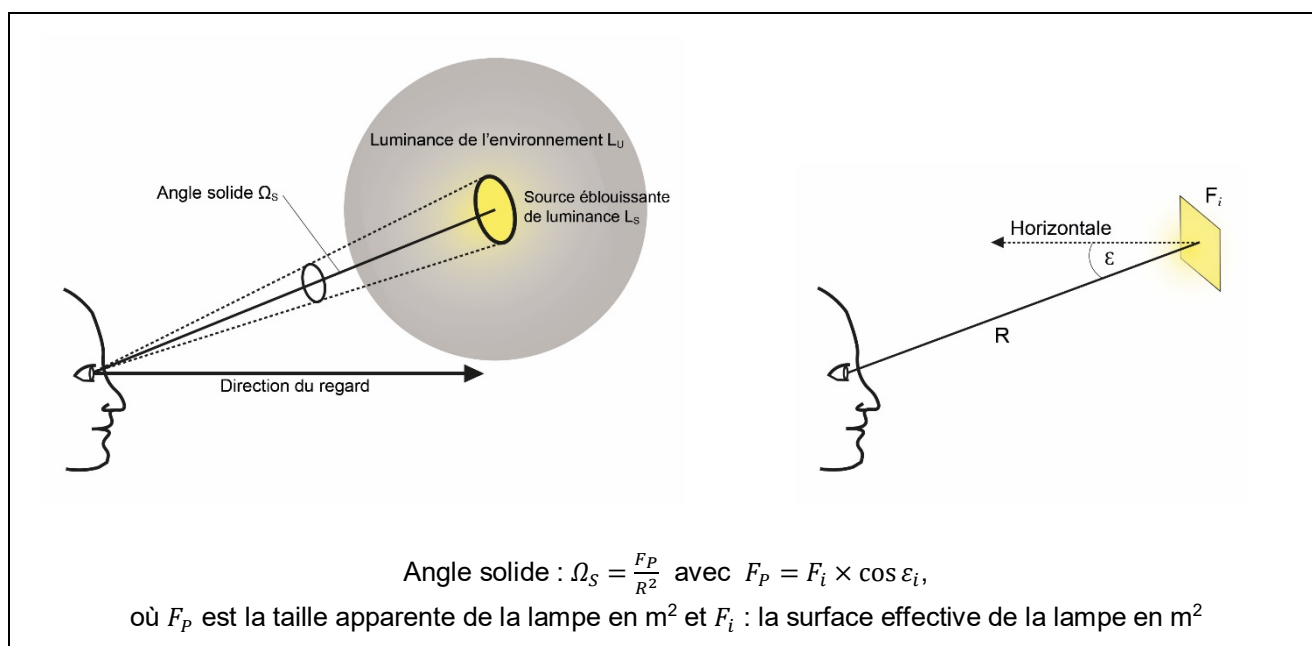 Luminance de l'environnement L_U
Angle solide Ω_S
Source éblouissante
de luminance L_S
Direction du regard
F_i
Horizontale
ε
R
Angle solide : Ω_S = F_P / R² avec F_P = F_i × cos ε_i,
où F_P est la taille apparente de la lampe en m² et F_i : la surface effective de la lampe en m²